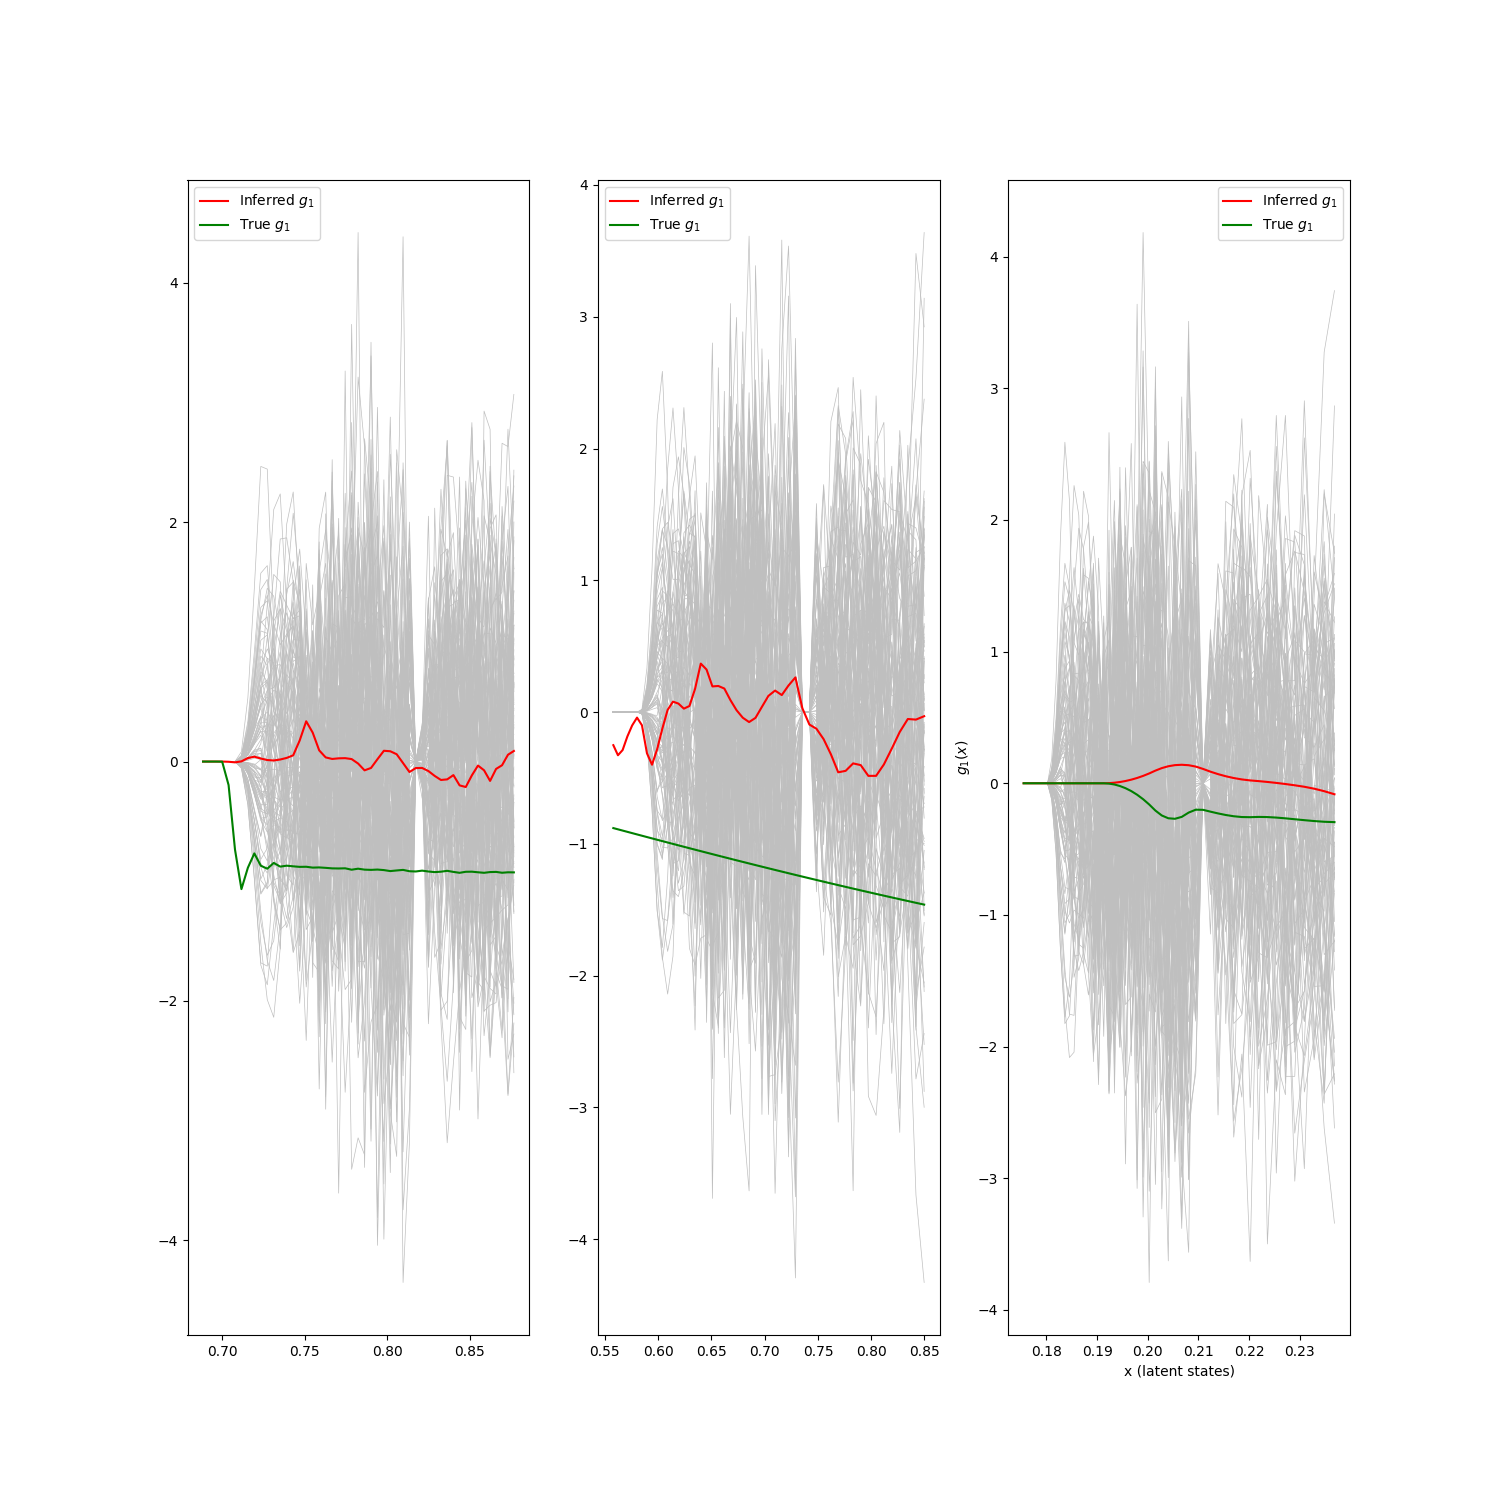 Inferred g₁
True g₁
4
2
0
−2
−4
0.70 0.75 0.80 0.85
Inferred g₁
True g₁
4
3
2
1
0
−1
−2
−3
−4
0.55 0.60 0.65 0.70 0.75 0.80 0.85
Inferred g₁
True g₁
g₁(x)
4
3
2
1
0
−1
−2
−3
−4
0.18 0.19 0.20 0.21 0.22 0.23
x (latent states)